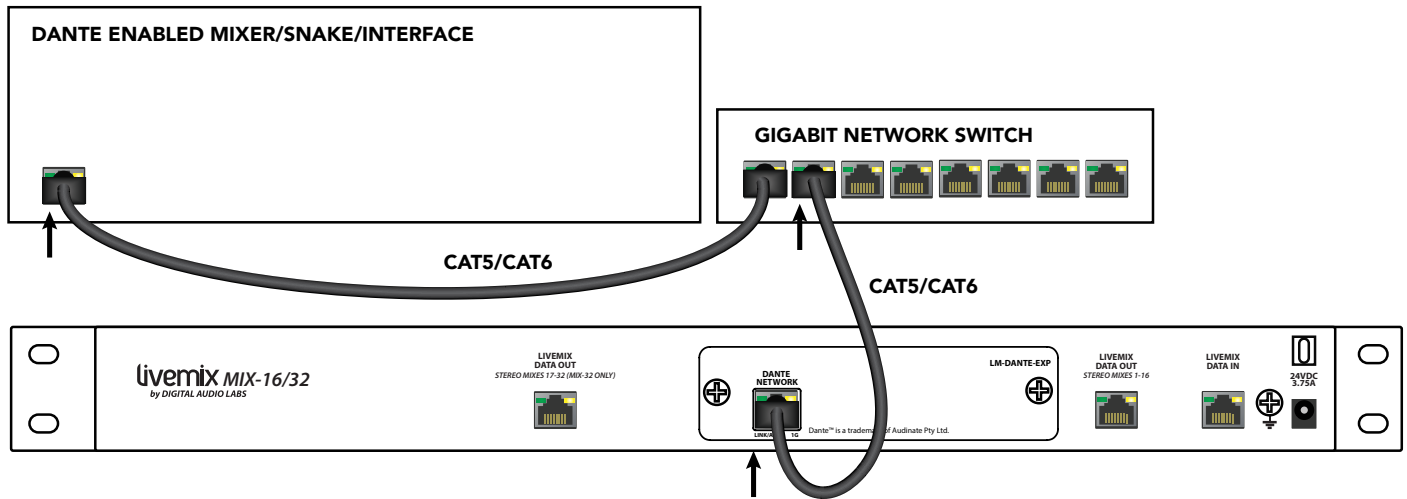 DANTE ENABLED MIXER/SNAKE/INTERFACE
GIGABIT NETWORK SWITCH
CAT5/CAT6
CAT5/CAT6
livemix MIX-16/32
by DIGITAL AUDIO LABS
LIVEMIX
DATA OUT
STEREO MIXES 17-32 (MIX-32 ONLY)
DANTE
NETWORK
LM-DANTE-EXP
1G
Dante™ is a of Audinate Pty Ltd.
LIVEMIX
DATA OUT
STEREO MIXES 1-16
LIVEMIX
DATA IN
24VDC
3.75A